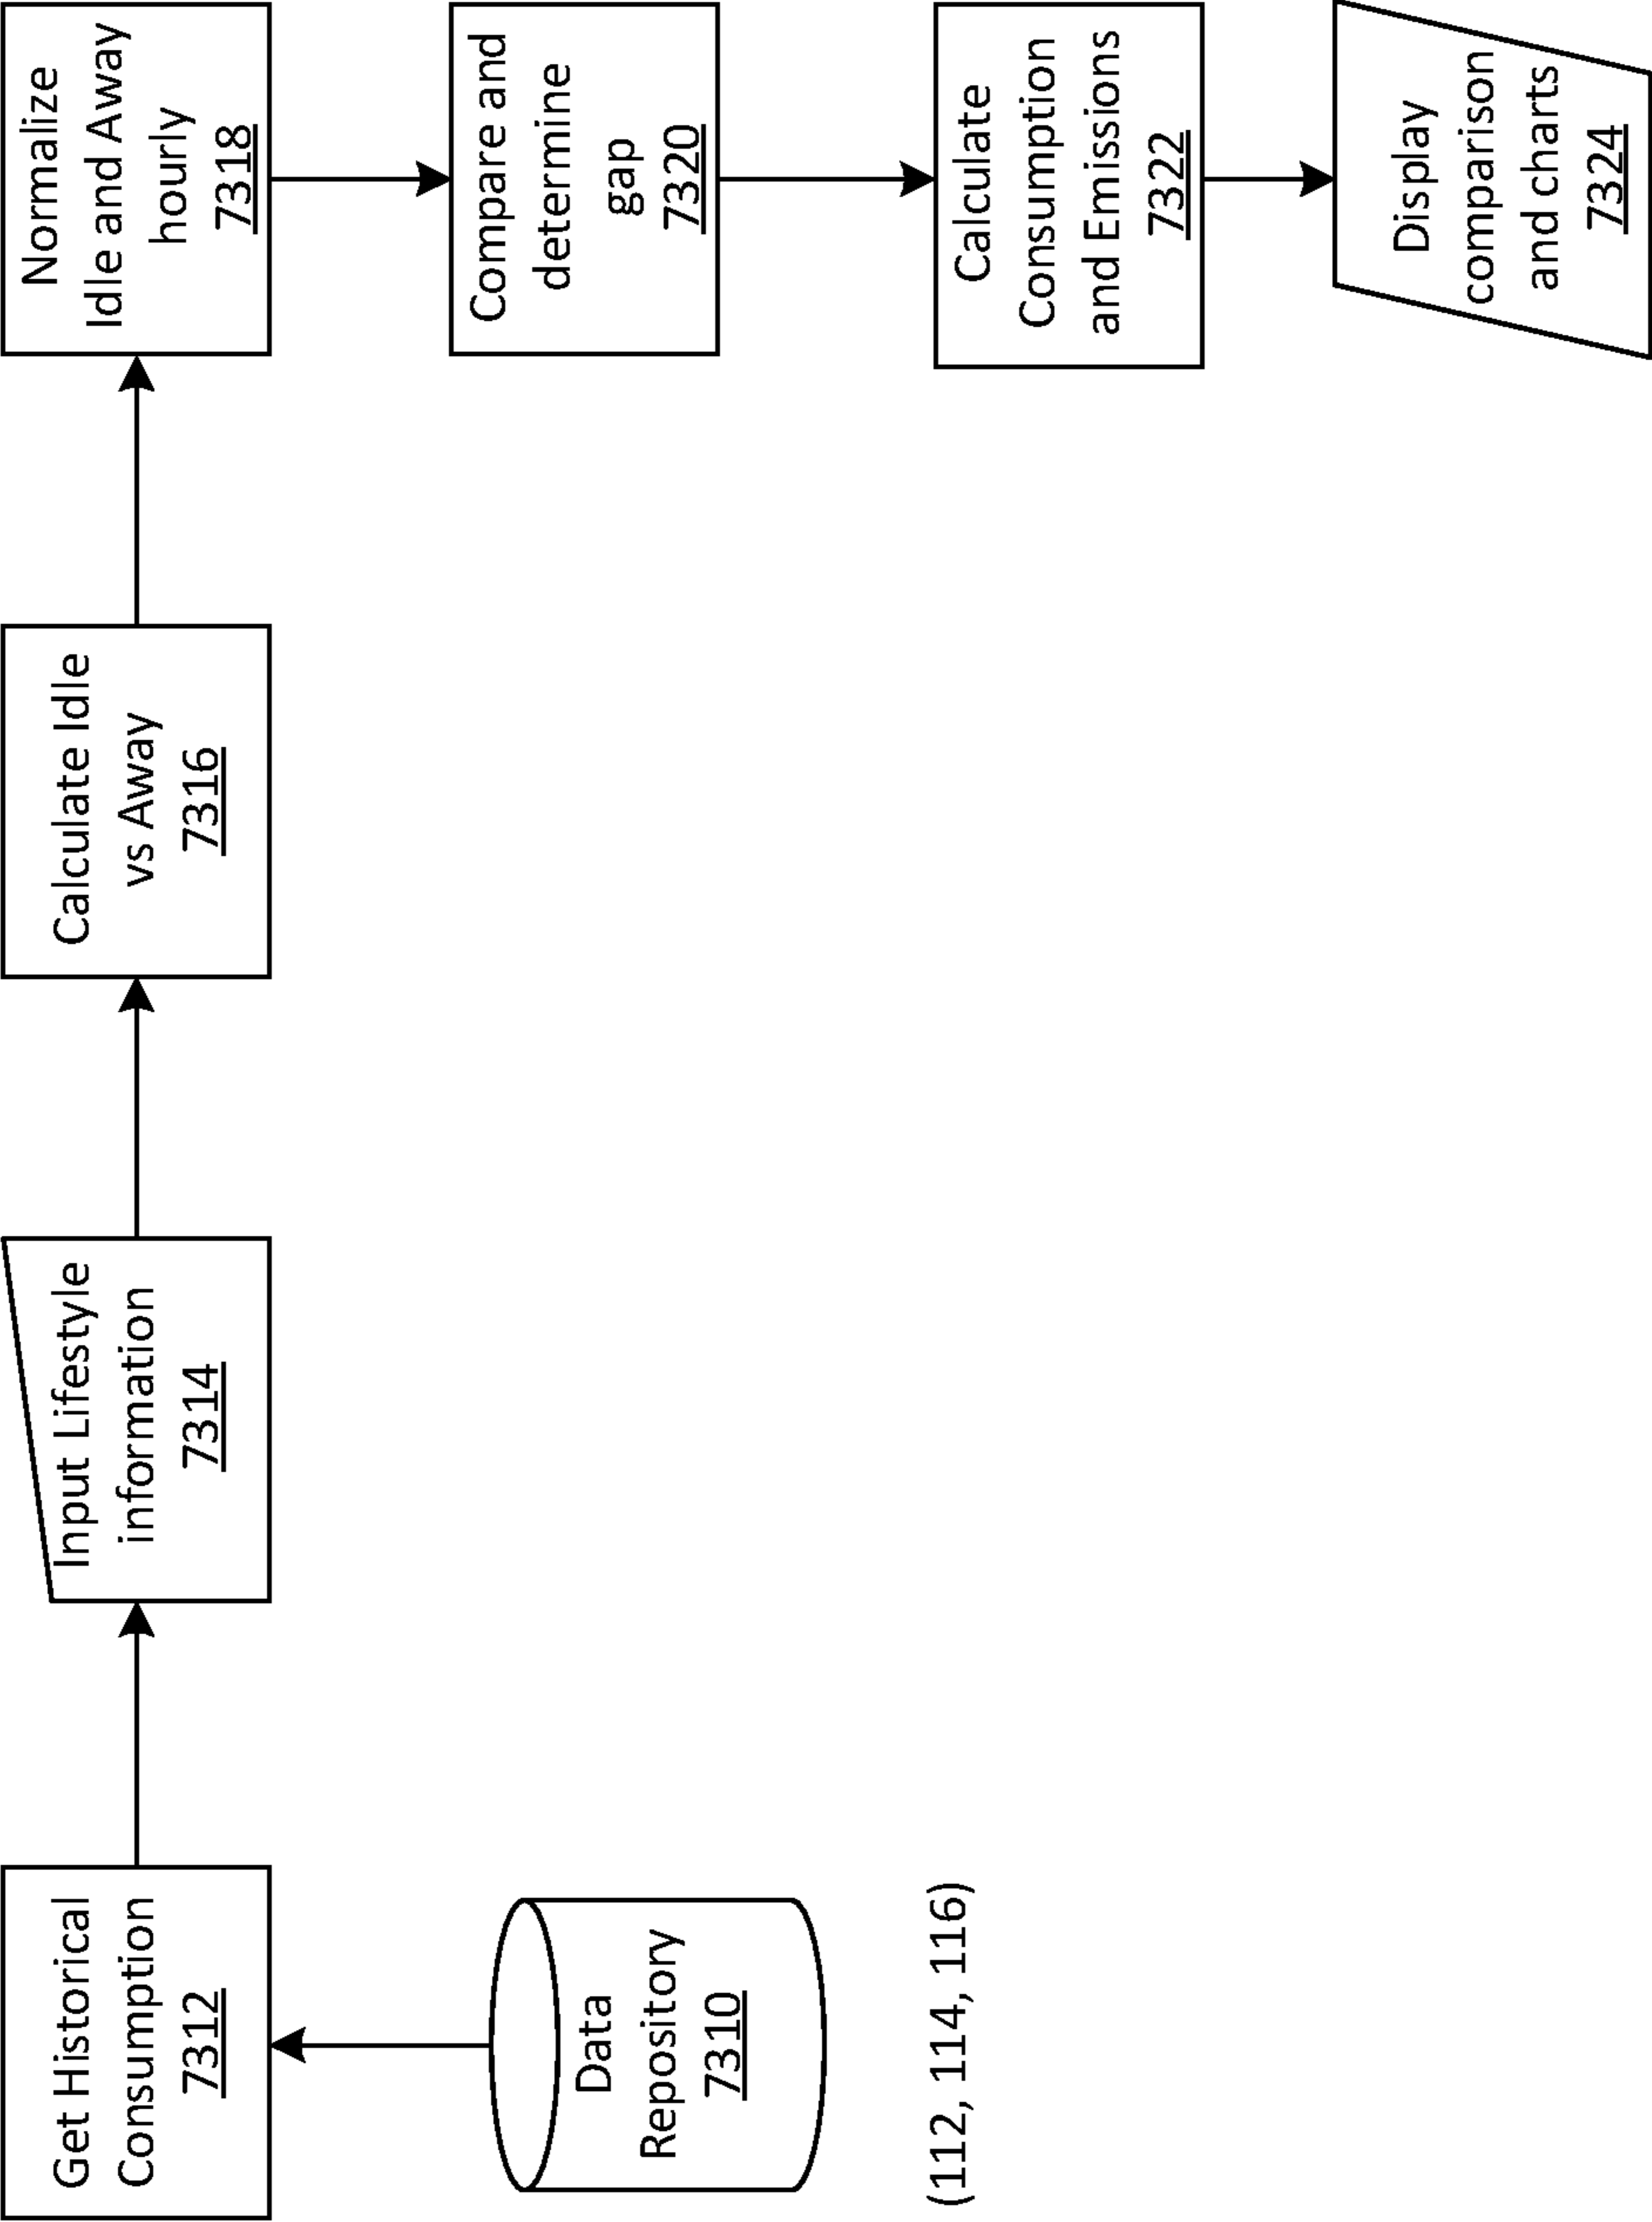 Get Historical
Consumption
7312
Data
Repository
7310
(112, 114, 116)
Input Lifestyle
information
7314
Calculate Idle
vs Away
7316
Normalize
Idle and Away
hourly
7318
Compare and
determine
gap
7320
Calculate
Consumption
and Emissions
7322
Display
comparison
and charts
7324